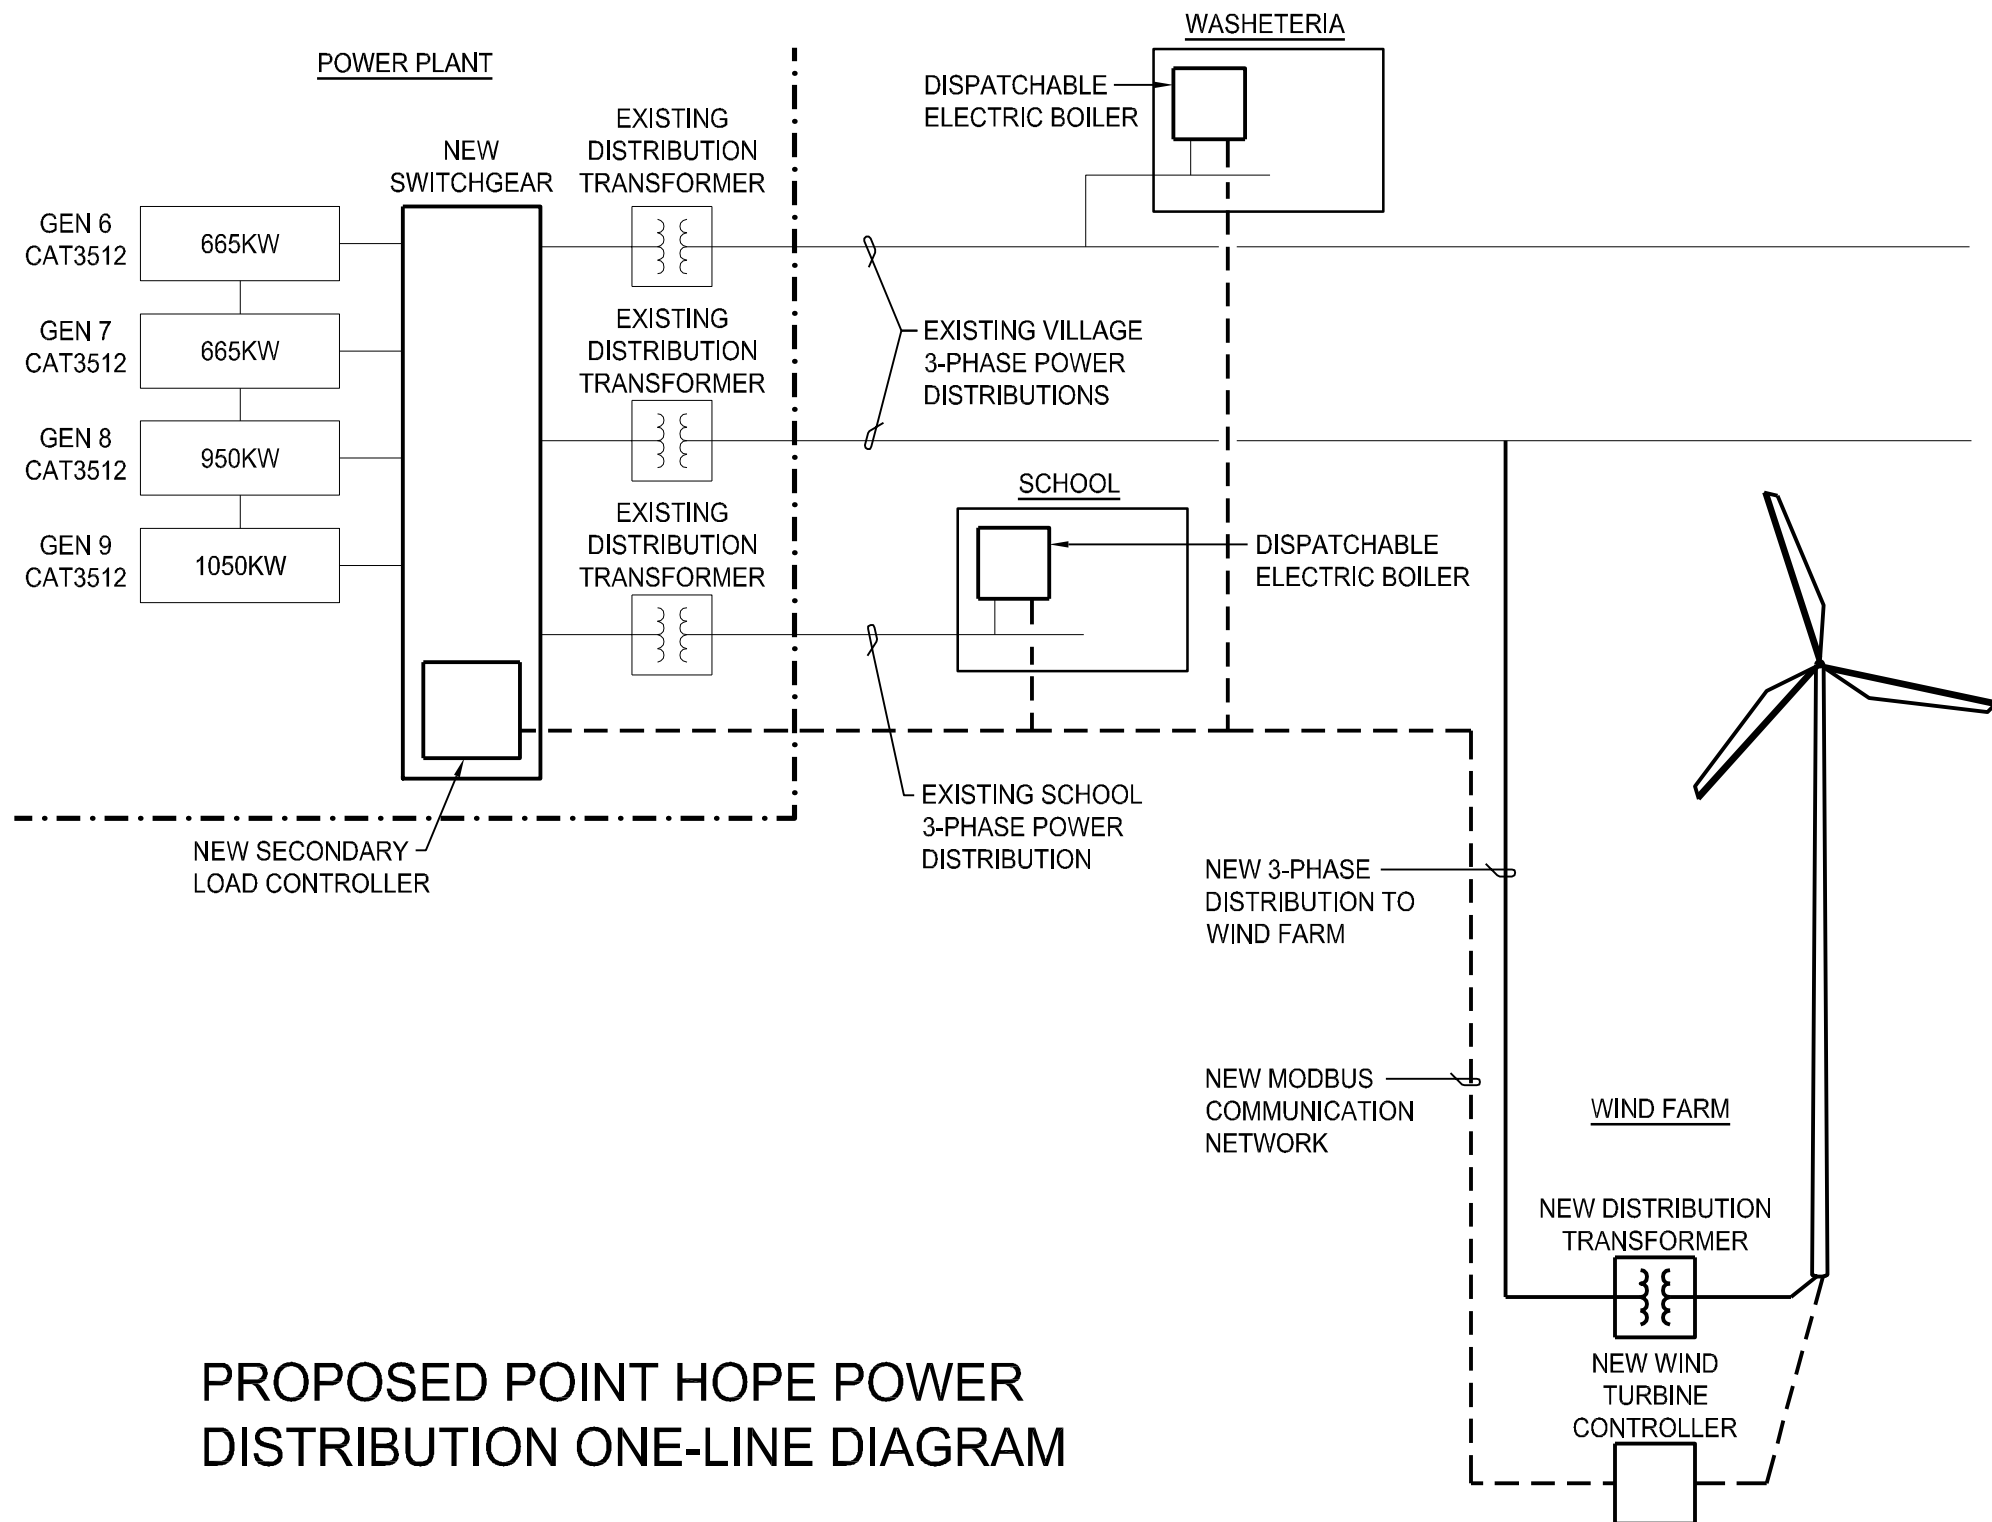 POWER PLANT
WASHETERIA
DISPATCHABLE
ELECTRIC BOILER
NEW
SWITCHGEAR
EXISTING
DISTRIBUTION
TRANSFORMER
GEN 6
CAT3512
665KW
GEN 7
CAT3512
665KW
GEN 8
CAT3512
950KW
GEN 9
CAT3512
1050KW
EXISTING
DISTRIBUTION
TRANSFORMER
EXISTING VILLAGE
3-PHASE POWER
DISTRIBUTIONS
EXISTING
DISTRIBUTION
TRANSFORMER
SCHOOL
DISPATCHABLE
ELECTRIC BOILER
NEW SECONDARY
LOAD CONTROLLER
EXISTING SCHOOL
3-PHASE POWER
DISTRIBUTION
NEW 3-PHASE
DISTRIBUTION TO
WIND FARM
NEW MODBUS
COMMUNICATION
NETWORK
WIND FARM
NEW DISTRIBUTION
TRANSFORMER
NEW WIND
TURBINE
CONTROLLER
PROPOSED POINT HOPE POWER
DISTRIBUTION ONE-LINE DIAGRAM